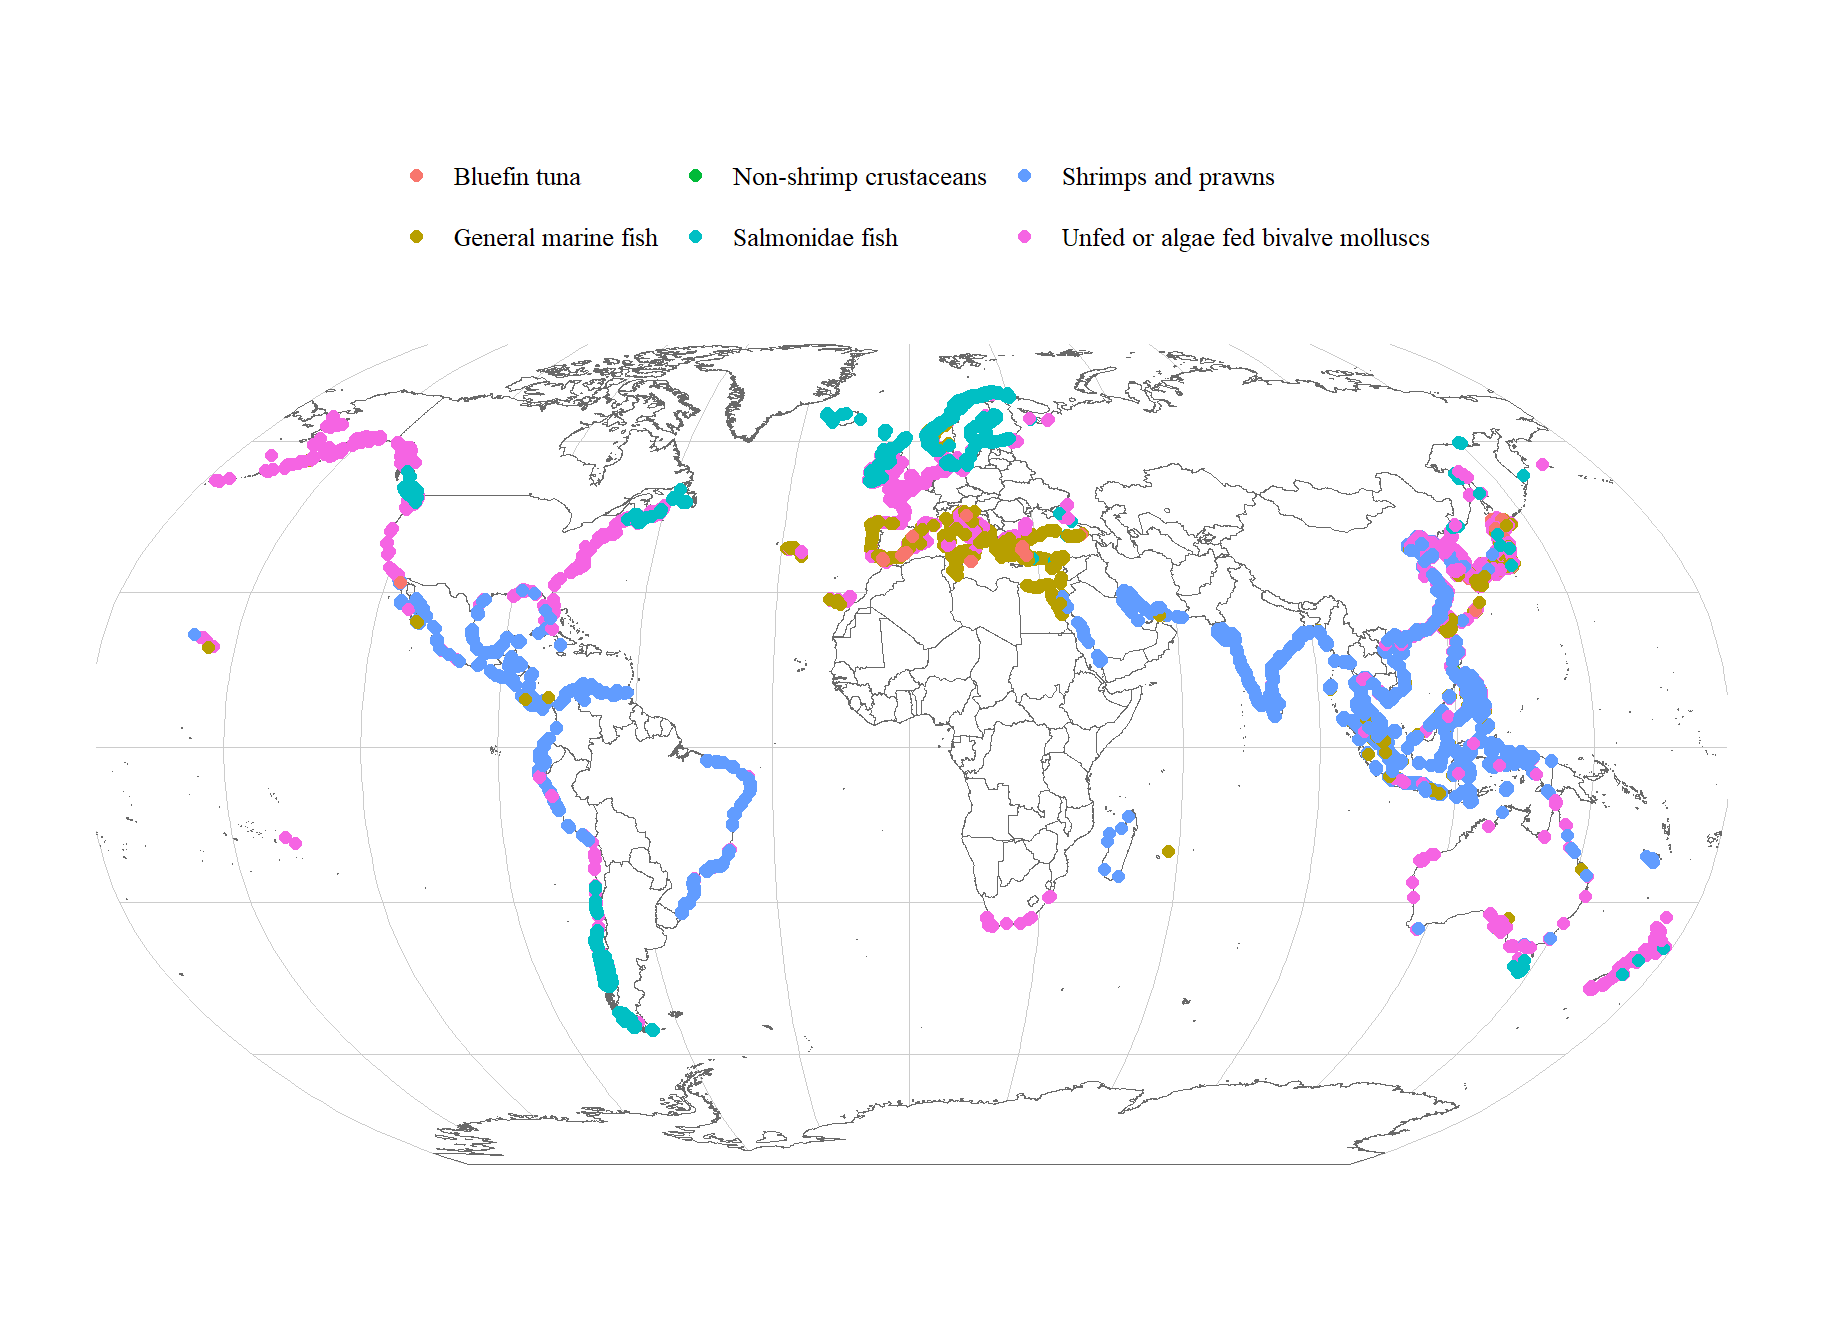 Bluefin tuna Non-shrimp crustaceans Shrimps and prawns
General marine fish Salmonidae fish Unfed or algae fed bivalve molluscs